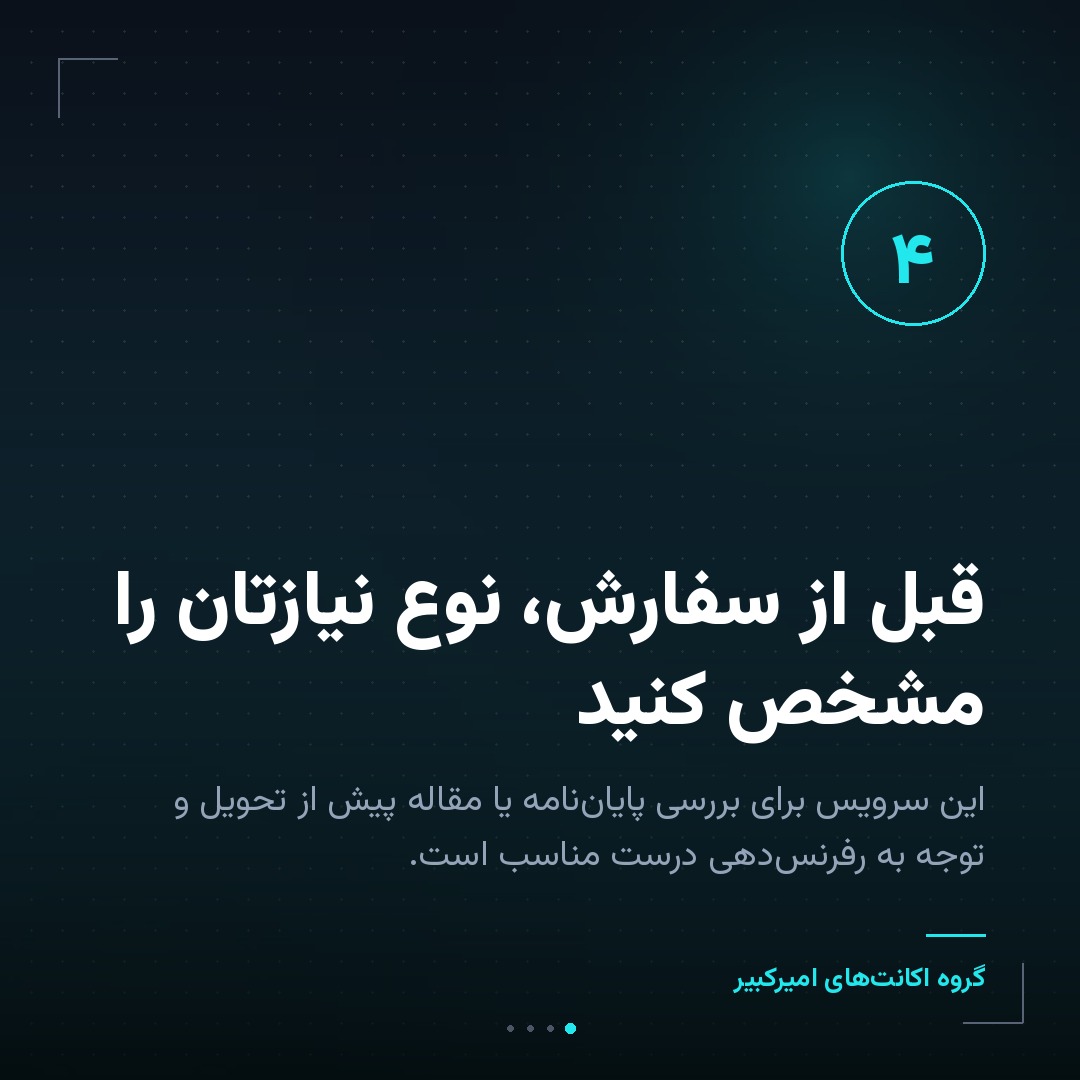 ۴
قبل از سفارش، نوع نیازتان را
مشخص کنید
این سرویس برای بررسی پایان‌نامه یا مقاله پیش از تحویل و
توجه به رفرنس‌دهی درست مناسب است.
گروه اکانت‌های امیرکبیر